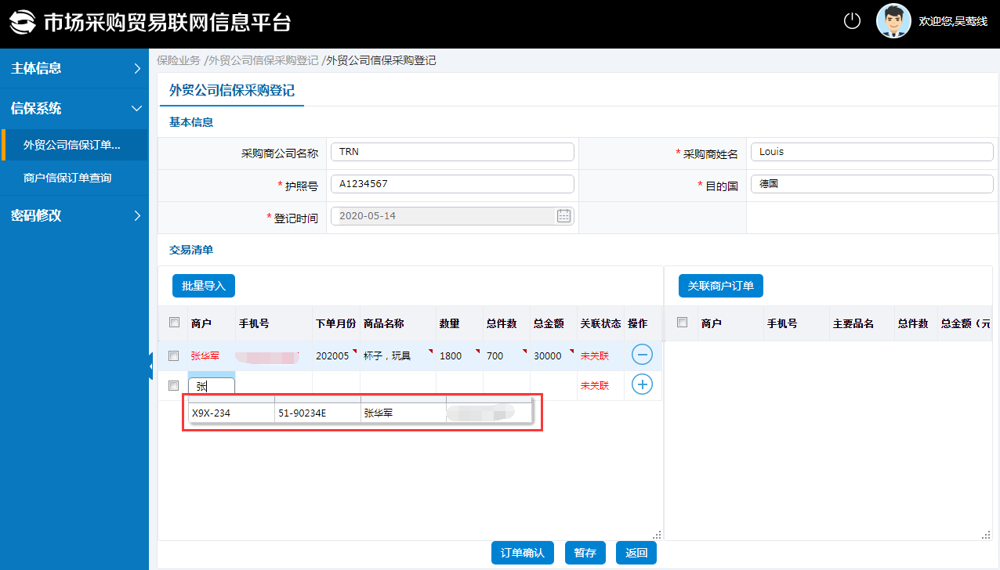 市场采购贸易联网信息平台
欢迎您,吴莺线
主体信息
信保系统
外贸公司信保订单...
商户信保订单查询
密码修改
保险业务 /外贸公司信保采购登记 /外贸公司信保采购登记
外贸公司信保采购登记
基本信息
采购商公司名称 TRN *采购商姓名 Louis
*护照号 A1234567 *目的国 德国
*登记时间 2020-05-14
交易清单
批量导入 关联商户订单
商户 手机号 下单月份 商品名称 数量 总件数 总金额 关联状态 操作
商户 手机号 主要品名 总件数 总金额（元
张华军 202005 杯子，玩具 1800 700 30000 未关联
张 未关联
X9X-234 51-90234E 张华军
订单确认 暂存 返回